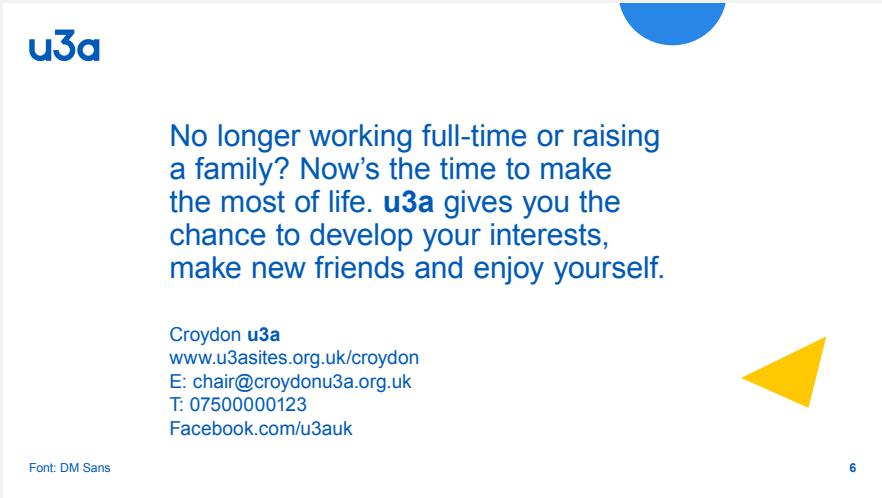 u3a
No longer working full-time or raising
a family? Now’s the time to make
the most of life. u3a gives you the
chance to develop your interests,
make new friends and enjoy yourself.
Croydon u3a
www.u3asites.org.uk/croydon
E: chair@croydonu3a.org.uk
T: 07500000123
Facebook.com/u3auk
Font: DM Sans
6